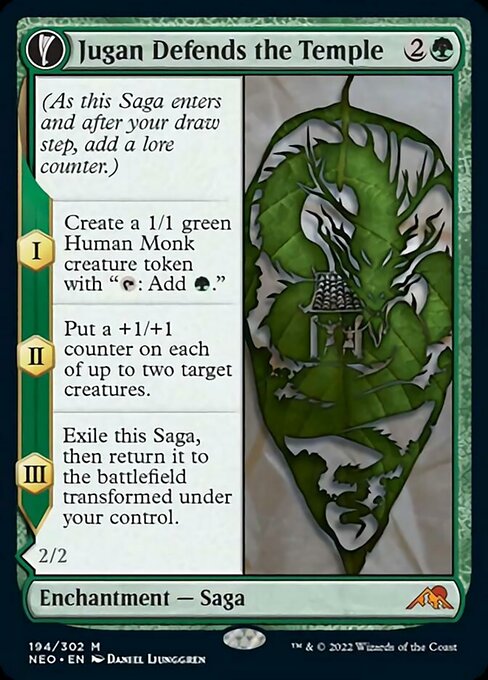 Jugan Defends the Temple 2
(As this Saga enters
and after your draw
step, add a lore
counter.)
I
Create a 1/1 green
Human Monk
creature token
with “: Add .”
II
Put a +1/+1
counter on each
of up to two target
creatures.
III
Exile this Saga,
then return it to
the battlefield
transformed under
your control.
2/2
Enchantment — Saga
194/302 M
NEO • EN Daniel Ljunggren
™ & © 2022 Wizards of the Coast